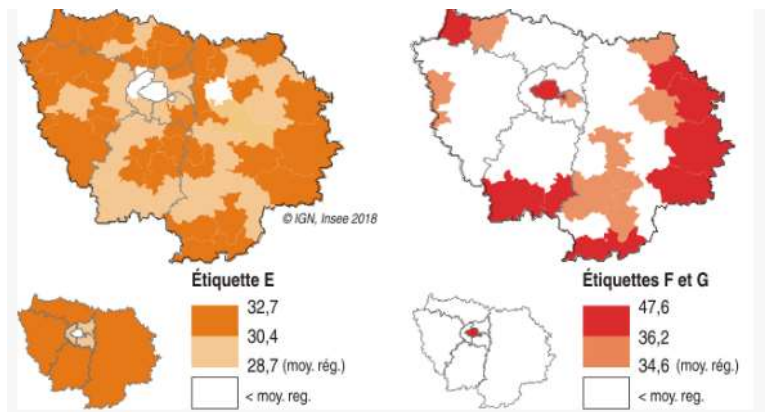 © IGN, Insee 2018
Étiquette E
32,7
30,4
28,7 (moy. rég.)
< moy. reg.
Étiquettes F et G
47,6
36,2
34,6 (moy. rég.)
< moy. reg.